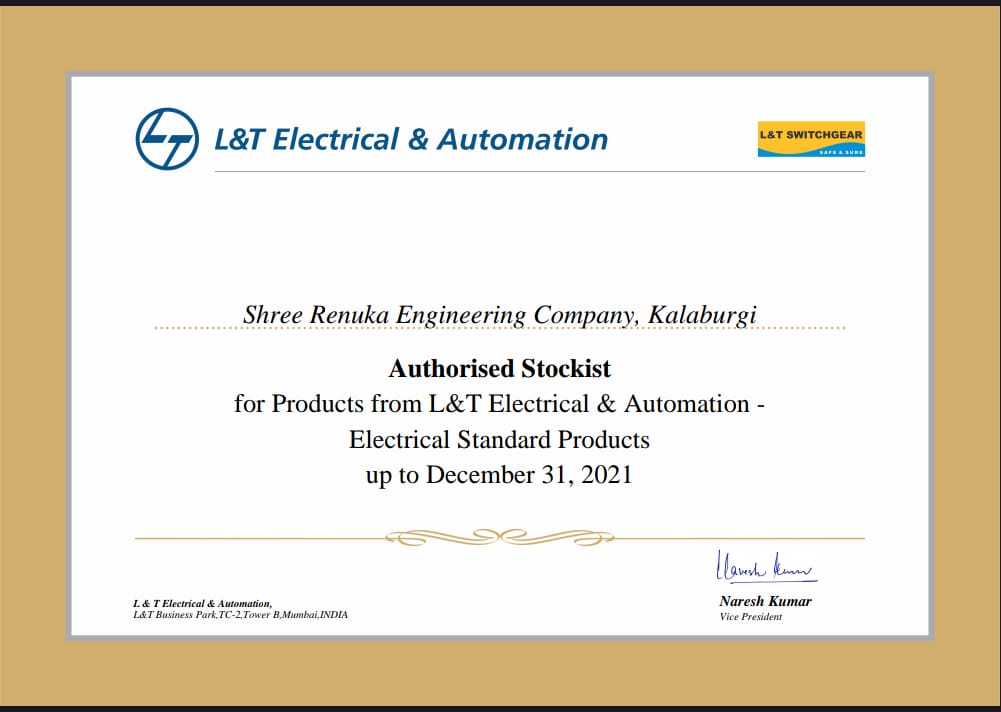 L&T Electrical & Automation
L&T SWITCHGEAR
SAFE & SURE
Shree Renuka Engineering Company, Kalaburgi
Authorised Stockist
for Products from L&T Electrical & Automation -
Electrical Standard Products
up to December 31, 2021
Naresh Kumar
L & T Electrical & Automation,
L&T Business Park,TC-2,Tower B,Mumbai,INDIA
Naresh Kumar
Vice President